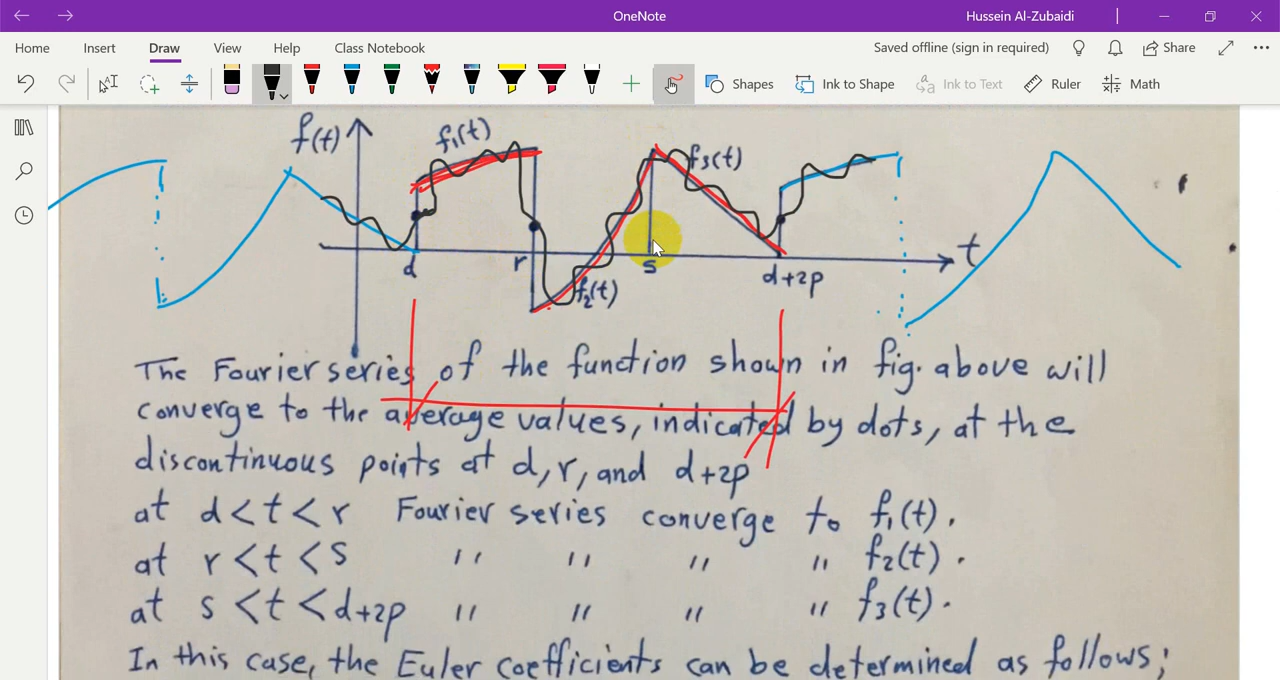 OneNote
Hussein Al-Zubaidi
Home Insert Draw View Help Class Notebook
Saved offline (sign in required) Share
Shapes Ink to Shape Ink to Text Ruler Math
f(t) f₁(t) f₃(t)
d r s d+2p t
f₂(t)
The Fourier series of the function shown in fig. above will
converge to the average values, indicated by dots, at the
discontinuous points at d, r, and d+2p
at d < t < r Fourier series converge to f₁(t).
at r < t < s " " " " f₂(t).
at s < t < d+2p " " " " f₃(t).
In this case, the Euler coefficients can be determined as follows;